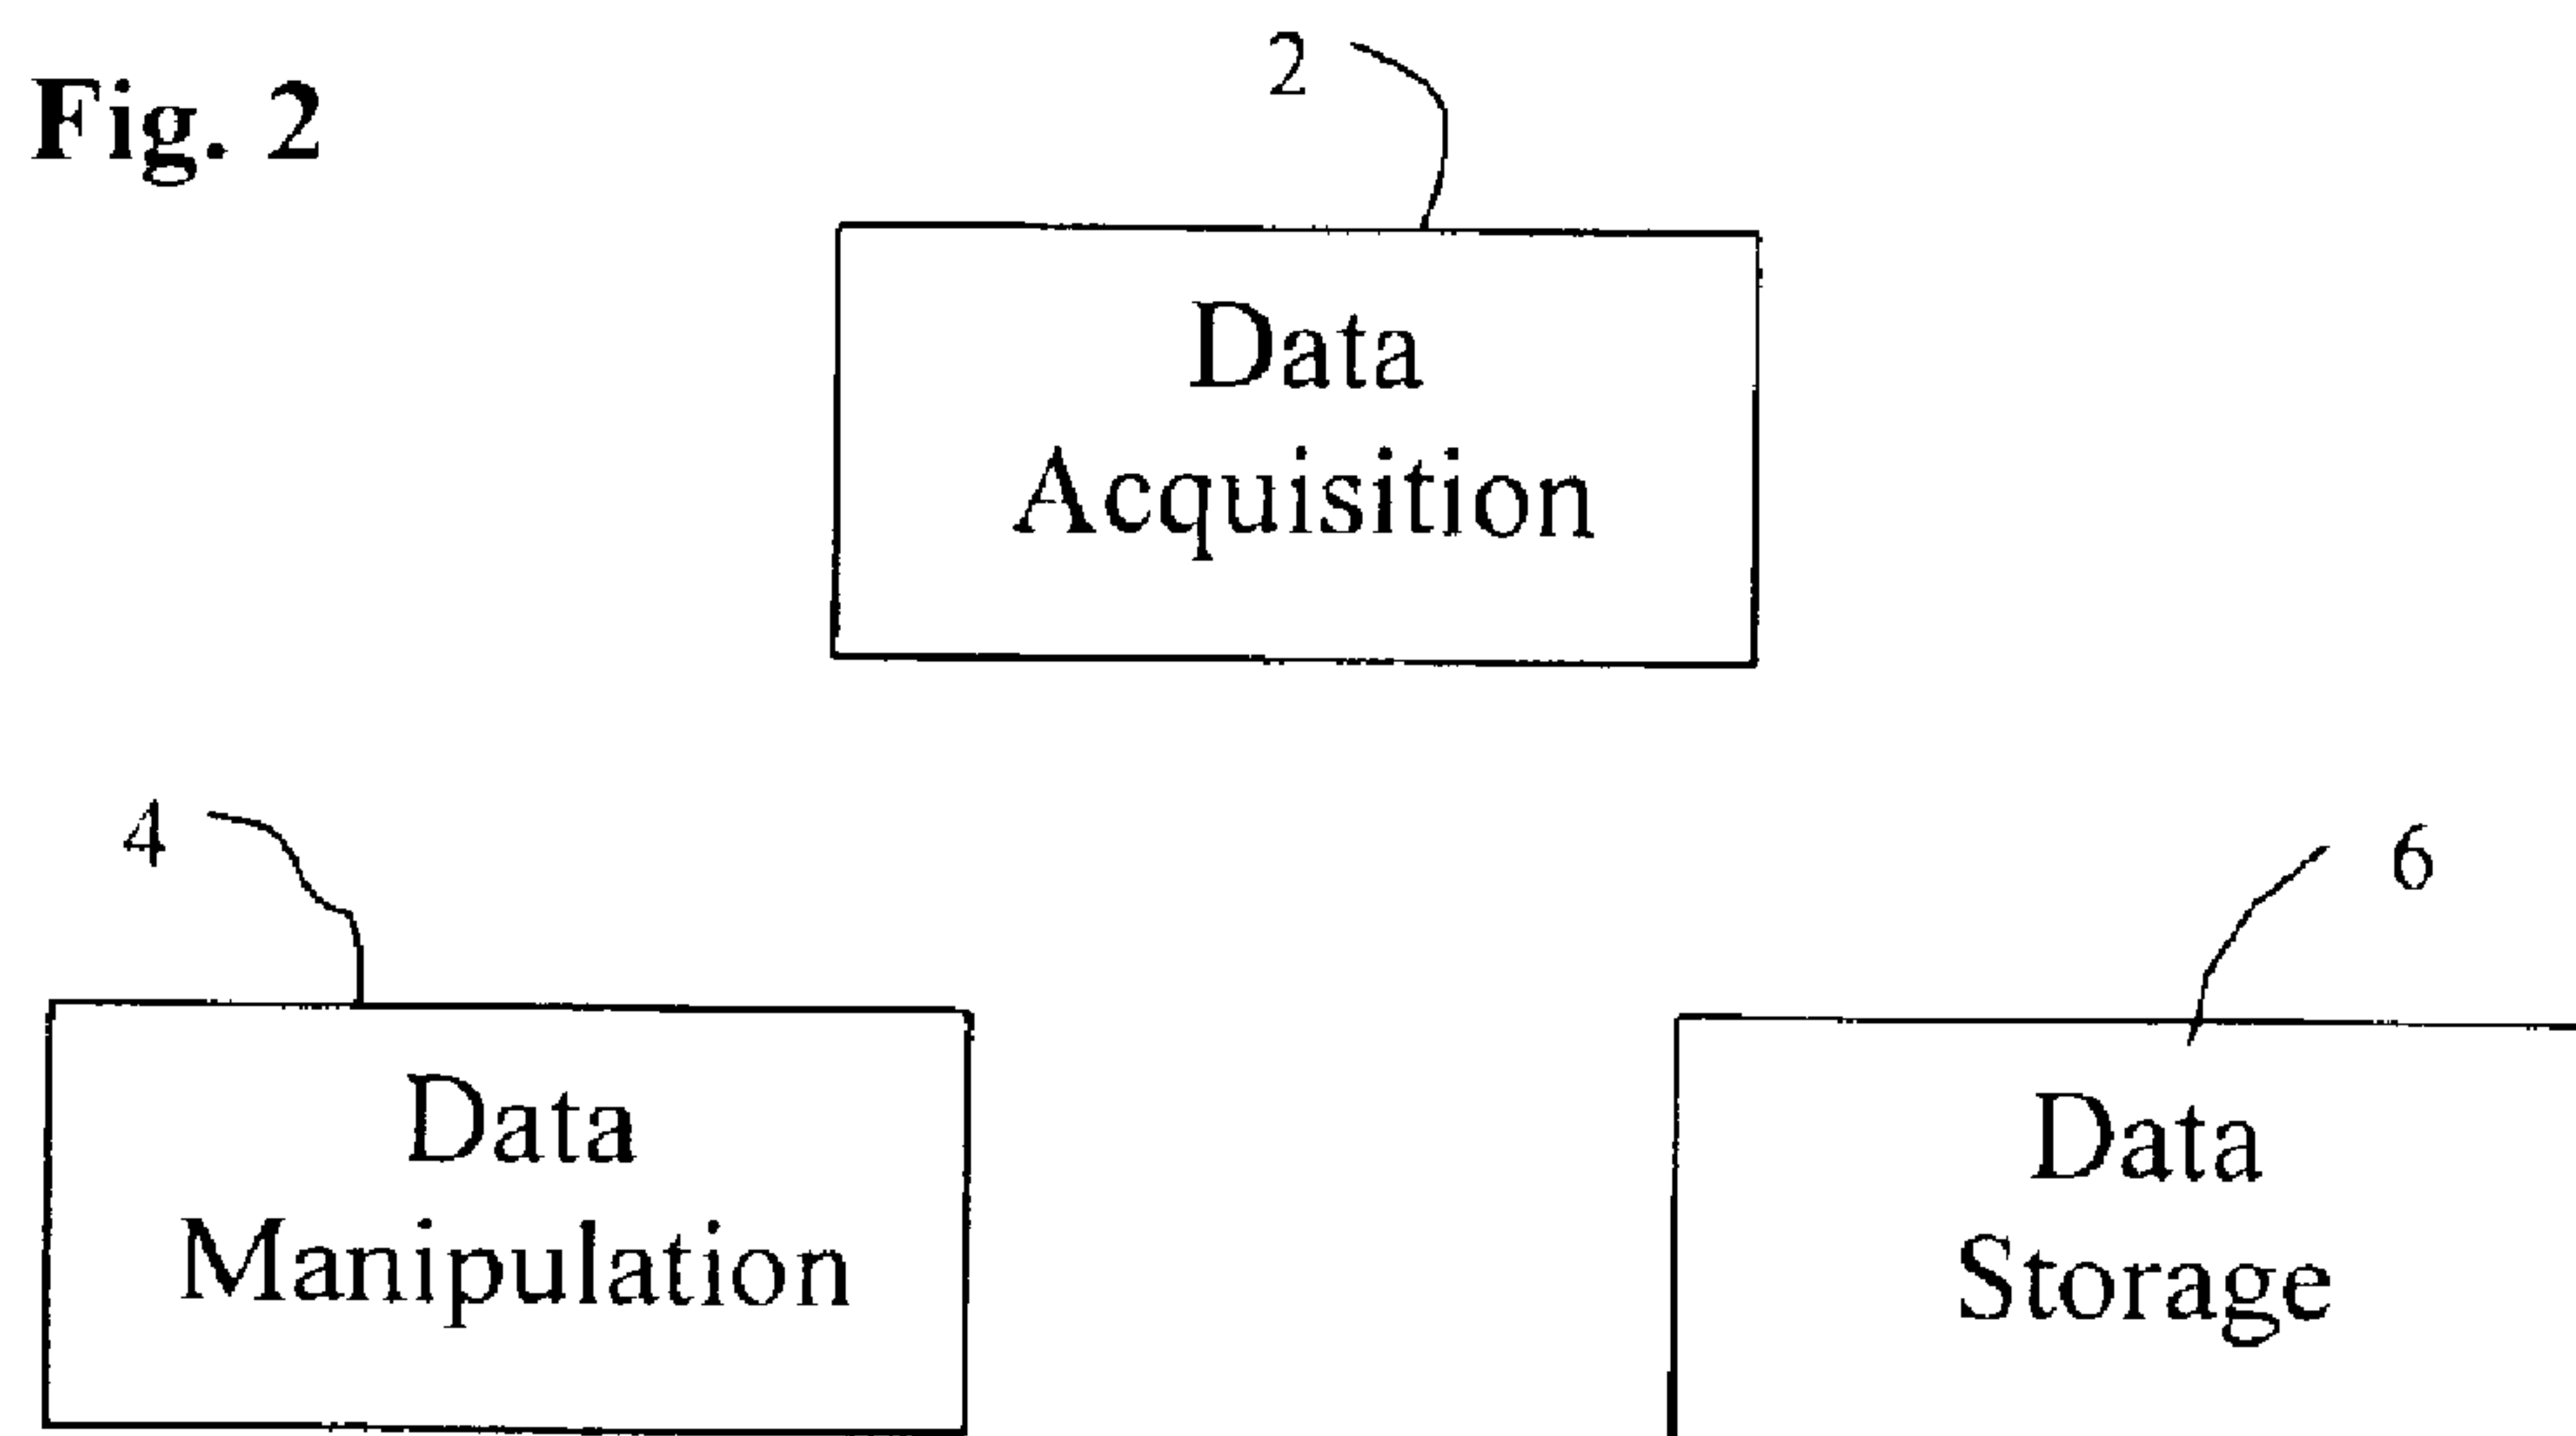 Fig. 2
2
Data
Acquisition
4
6
Data
Manipulation
Data
Storage